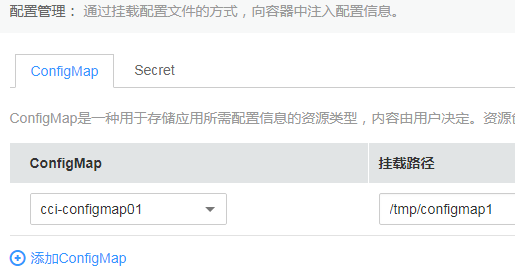 配置管理： 通过挂载配置文件的方式，向容器中注入配置信息。
ConfigMap Secret
ConfigMap是一种用于存储应用所需配置信息的资源类型，内容由用户决定。资源
ConfigMap 挂载路径
cci-configmap01 /tmp/configmap1
添加ConfigMap